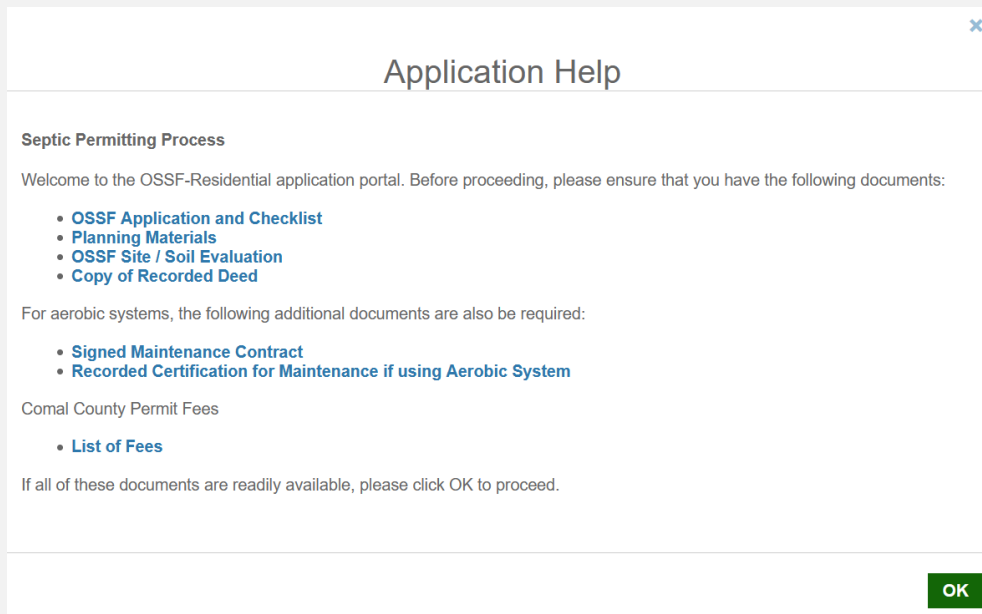 ×
Application Help
Septic Permitting Process
Welcome to the OSSF-Residential application portal. Before proceeding, please ensure that you have the following documents:
• OSSF Application and Checklist
• Planning Materials
• OSSF Site / Soil Evaluation
• Copy of Recorded Deed
For aerobic systems, the following additional documents are also be required:
• Signed Maintenance Contract
• Recorded Certification for Maintenance if using Aerobic System
Comal County Permit Fees
• List of Fees
If all of these documents are readily available, please click OK to proceed.
OK